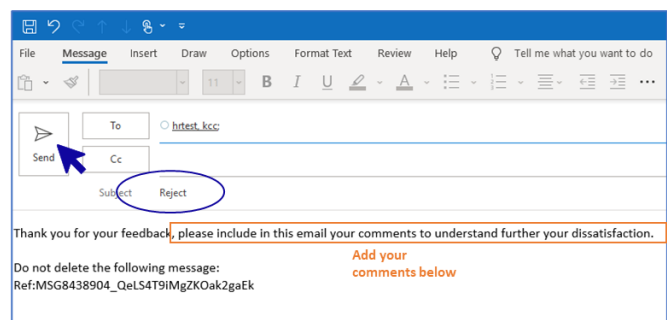 File Message Insert Draw Options Format Text Review Help Tell me what you want to do
11 B I U A
To hrtest, kcc;
Send Cc
Subject Reject
Thank you for your feedback, please include in this email your comments to understand further your dissatisfaction.
Add your
comments below
Do not delete the following message:
Ref:MSG8438904_QeLS4T9iMgZKOak2gaEk